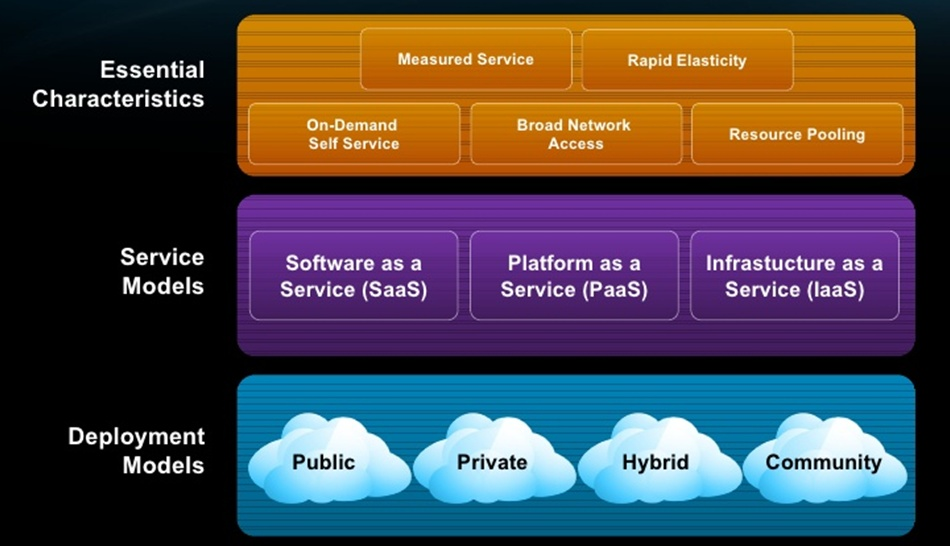 Essential
Characteristics
Measured Service
Rapid Elasticity
On-Demand
Self Service
Broad Network
Access
Resource Pooling
Service
Models
Software as a
Service (SaaS)
Platform as a
Service (PaaS)
Infrastucture as a
Service (IaaS)
Deployment
Models
Public
Private
Hybrid
Community